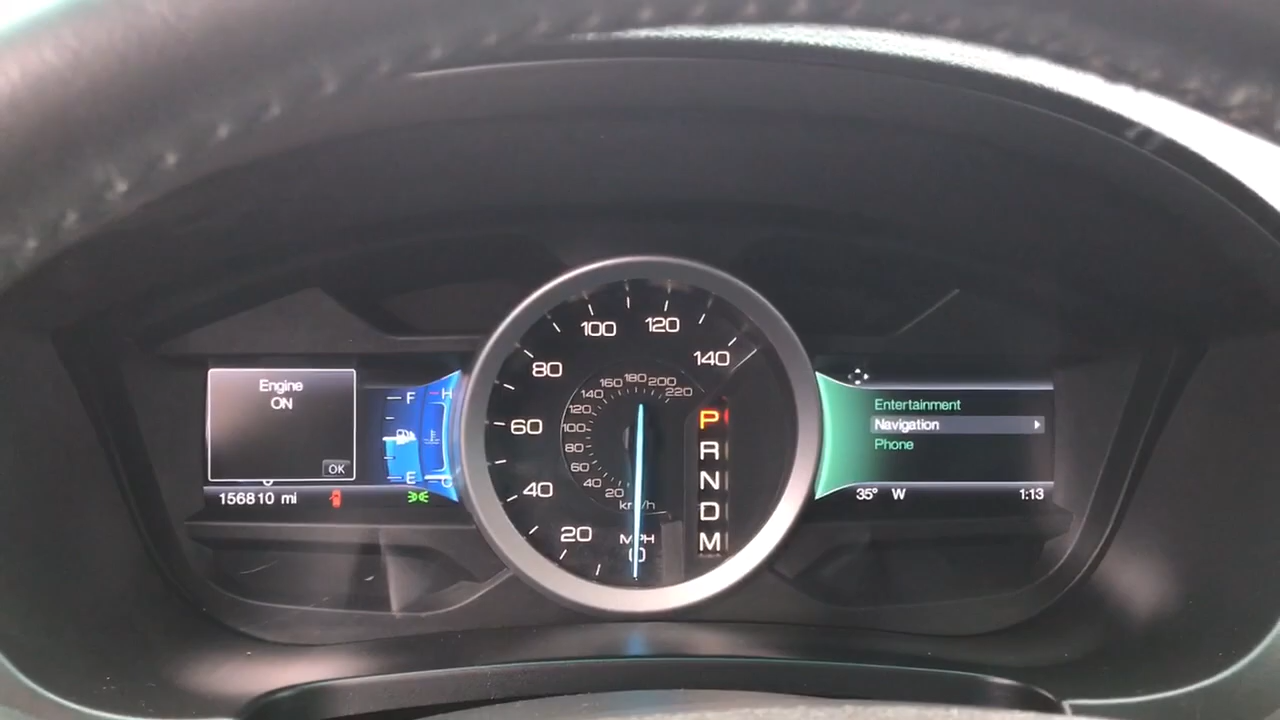 Engine
ON
OK
156810 mi
F
E
H
C
20
40
60
80
100
120
140
MPH
0
20
40
60
80
100
120
140
160
180
200
220
km/h
P
R
N
D
M
Entertainment
Navigation
Phone
35° W
1:13